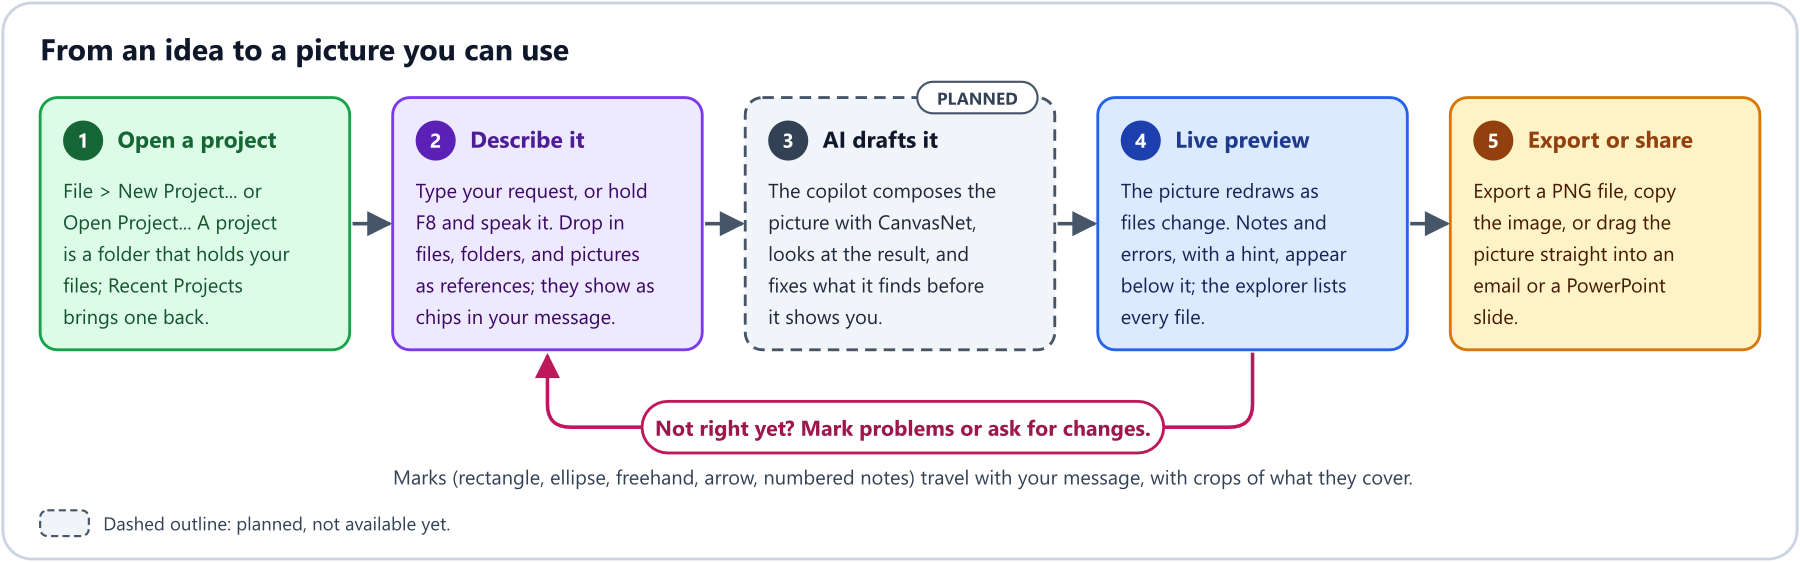 From an idea to a picture you can use
PLANNED
1 Open a project
File > New Project... or
Open Project... A project
is a folder that holds your
files; Recent Projects
brings one back.
2 Describe it
Type your request, or hold
F8 and speak it. Drop in
files, folders, and pictures
as references; they show as
chips in your message.
3 AI drafts it
The copilot composes the
picture with CanvasNet,
looks at the result, and
fixes what it finds before
it shows you.
4 Live preview
The picture redraws as
files change. Notes and
errors, with a hint, appear
below it; the explorer lists
every file.
5 Export or share
Export a PNG file, copy
the image, or drag the
picture straight into an
email or a PowerPoint
slide.
Not right yet? Mark problems or ask for changes.
Marks (rectangle, ellipse, freehand, arrow, numbered notes) travel with your message, with crops of what they cover.
Dashed outline: planned, not available yet.